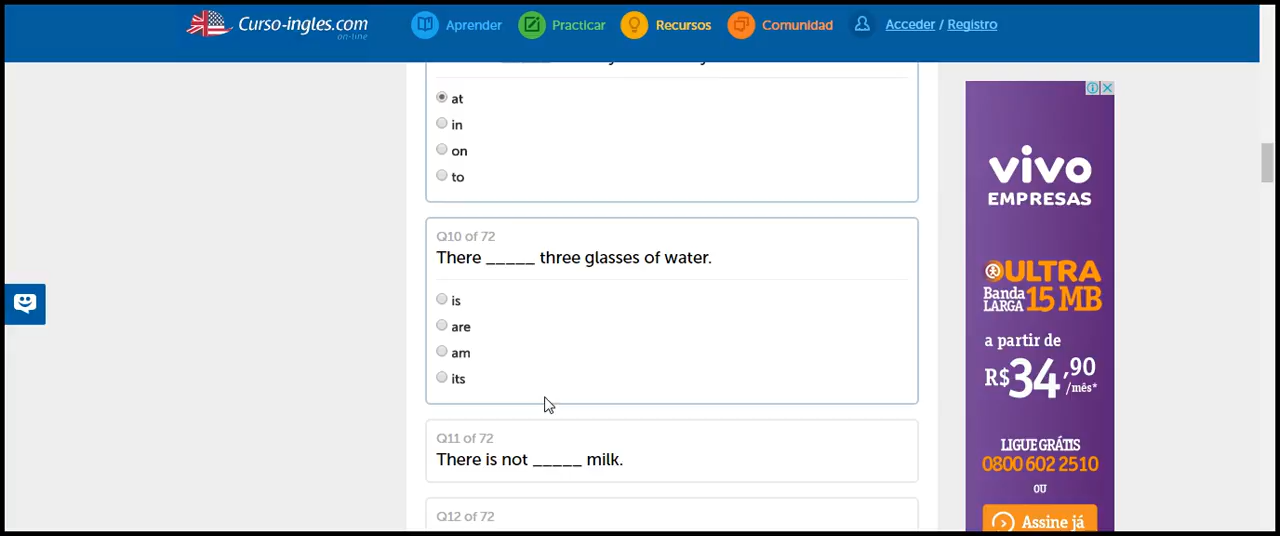 Curso-ingles.com
on-line
Aprender
Practicar
Recursos
Comunidad
Acceder / Registro
at
in
on
to
Q10 of 72
There _____ three glasses of water.
is
are
am
its
Q11 of 72
There is not _____ milk.
Q12 of 72
vivo
EMPRESAS
ULTRA
Banda
LARGA 15 MB
a partir de
R$34,90
/mês*
LIGUE GRÁTIS
0800 602 2510
OU
Assine já